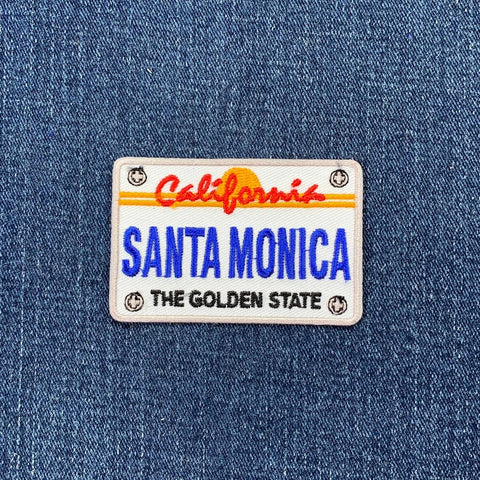 California
SANTA MONICA
THE GOLDEN STATE